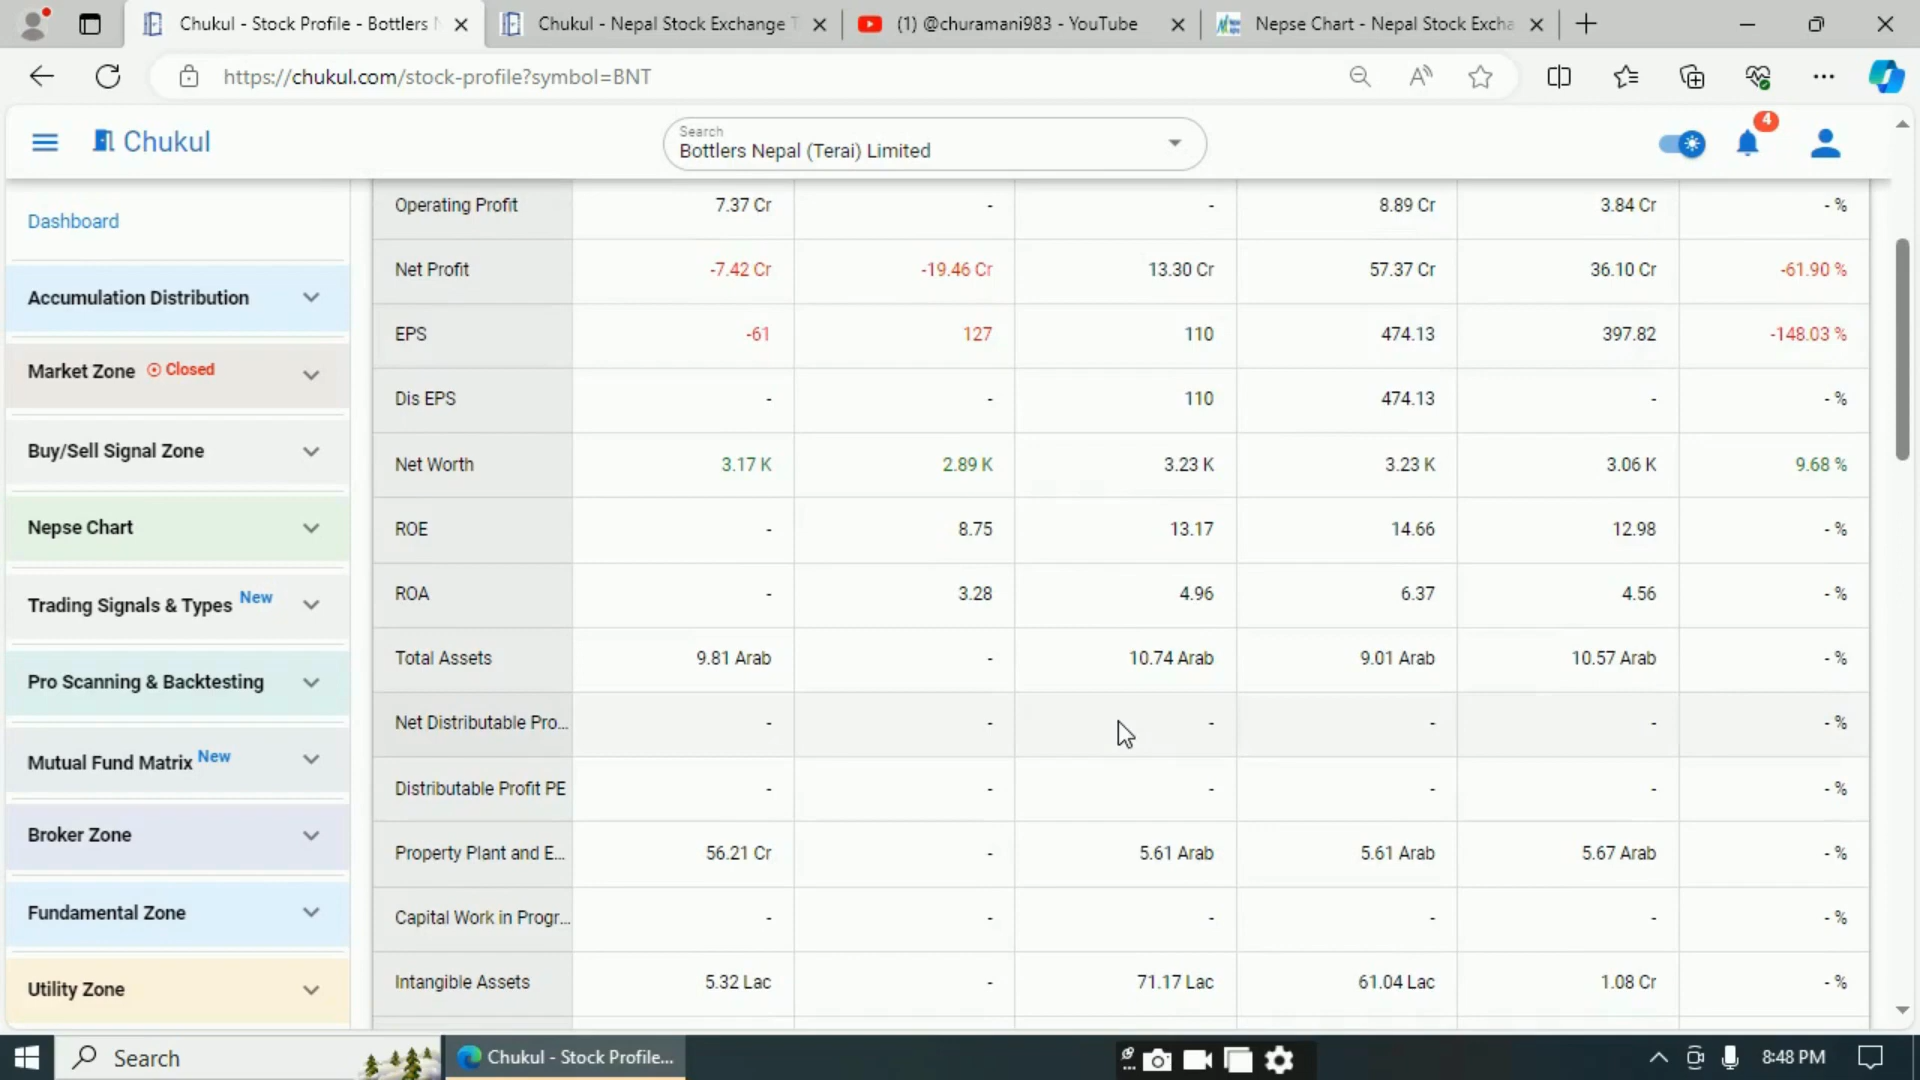 Chukul - Stock Profile - Bottlers N
Chukul - Nepal Stock Exchange T
(1) @churamani983 - YouTube
Nepse Chart - Nepal Stock Excha
https://chukul.com/stock-profile?symbol=BNT
Chukul
Search
Bottlers Nepal (Terai) Limited
4
Dashboard
Accumulation Distribution
Market Zone Closed
Buy/Sell Signal Zone
Nepse Chart
Trading Signals & Types New
Pro Scanning & Backtesting
Mutual Fund Matrix New
Broker Zone
Fundamental Zone
Utility Zone
Operating Profit 7.37 Cr - - 8.89 Cr 3.84 Cr - %
Net Profit -7.42 Cr -19.46 Cr 13.30 Cr 57.37 Cr 36.10 Cr -61.90 %
EPS -61 127 110 474.13 397.82 -148.03 %
Dis EPS - - 110 474.13 - - %
Net Worth 3.17 K 2.89 K 3.23 K 3.23 K 3.06 K 9.68 %
ROE - 8.75 13.17 14.66 12.98 - %
ROA - 3.28 4.96 6.37 4.56 - %
Total Assets 9.81 Arab - 10.74 Arab 9.01 Arab 10.57 Arab - %
Net Distributable Pro... - - - - - - %
Distributable Profit PE - - - - - - %
Property Plant and E... 56.21 Cr - 5.61 Arab 5.61 Arab 5.67 Arab - %
Capital Work in Progr... - - - - - - %
Intangible Assets 5.32 Lac - 71.17 Lac 61.04 Lac 1.08 Cr - %
Search
Chukul - Stock Profile...
8:48 PM